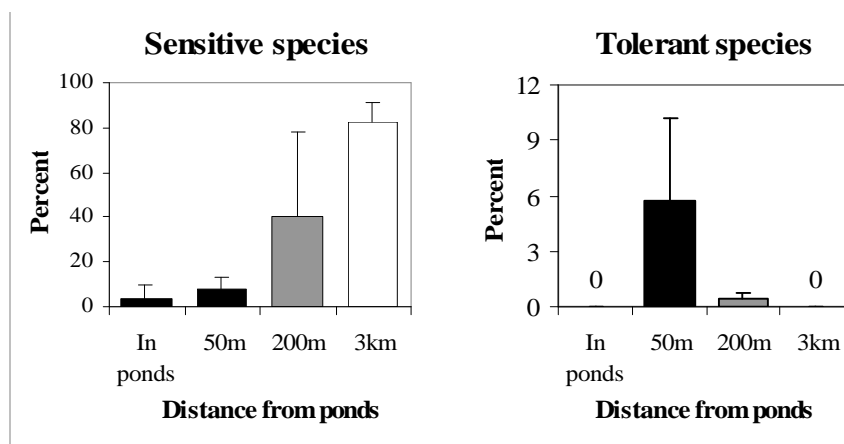 Sensitive species
100
80
60
40
20
0
Percent
In ponds
50m
200m
3km
Distance from ponds
Tolerant species
12
9
6
3
0
Percent
0
0
In ponds
50m
200m
3km
Distance from ponds